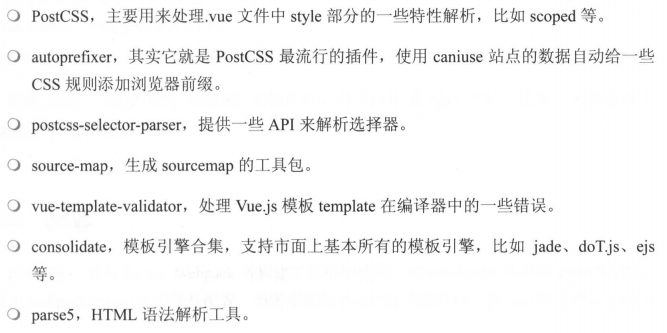 PostCSS，主要用来处理.vue 文件中 style 部分的一些特性解析，比如 scoped 等。
autoprefixer，其实它就是 PostCSS 最流行的插件，使用 caniuse 站点的数据自动给一些
CSS 规则添加浏览器前缀。
postcss-selector-parser，提供一些 API 来解析选择器。
source-map，生成 sourcemap 的工具包。
vue-template-validator，处理 Vue.js 模板 template 在编译器中的一些错误。
consolidate，模板引擎合集，支持市面上基本所有的模板引擎，比如 jade、doT.js、ejs
等。
parse5，HTML 语法解析工具。